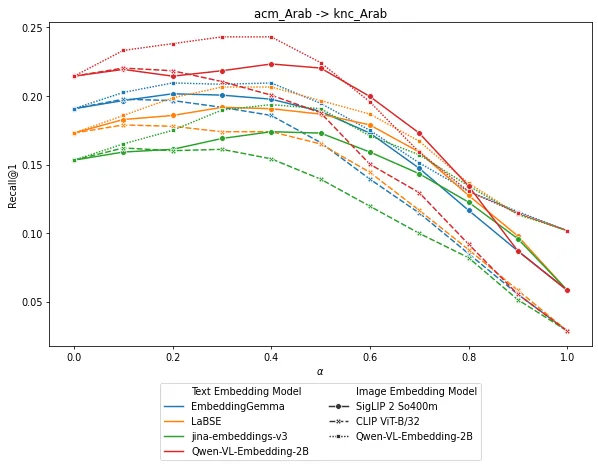 acm_Arab -> knc_Arab
0.25
0.20
0.15
0.10
0.05
Recall@1
0.0
0.2
0.4
0.6
0.8
1.0
α
Text Embedding Model
EmbeddingGemma
LaBSE
jina-embeddings-v3
Qwen-VL-Embedding-2B
Image Embedding Model
SigLIP 2 So400m
CLIP ViT-B/32
Qwen-VL-Embedding-2B